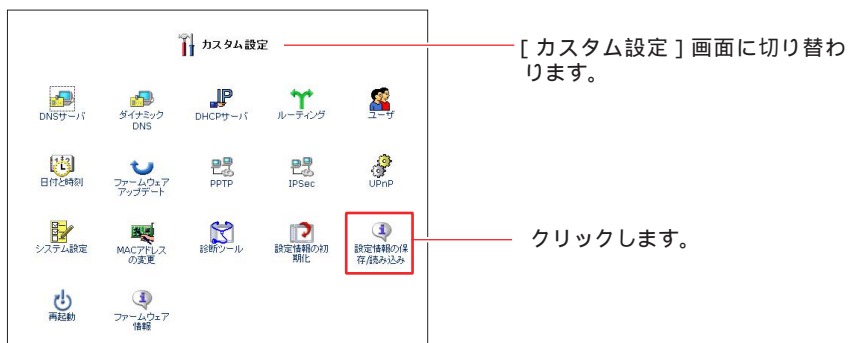 カスタム設定
[ カスタム設定 ] 画面に切り替わ
ります。
DNSサーバ
ダイナミック
DNS
DHCPサーバ
ルーティング
ユーザ
日付と時刻
ファームウェア
アップデート
PPTP
IPSec
UPnP
システム設定
MACアドレス
の変更
診断ツール
設定情報の初
期化
設定情報の保
存/読み込み
クリックします。
再起動
ファームウェア
情報